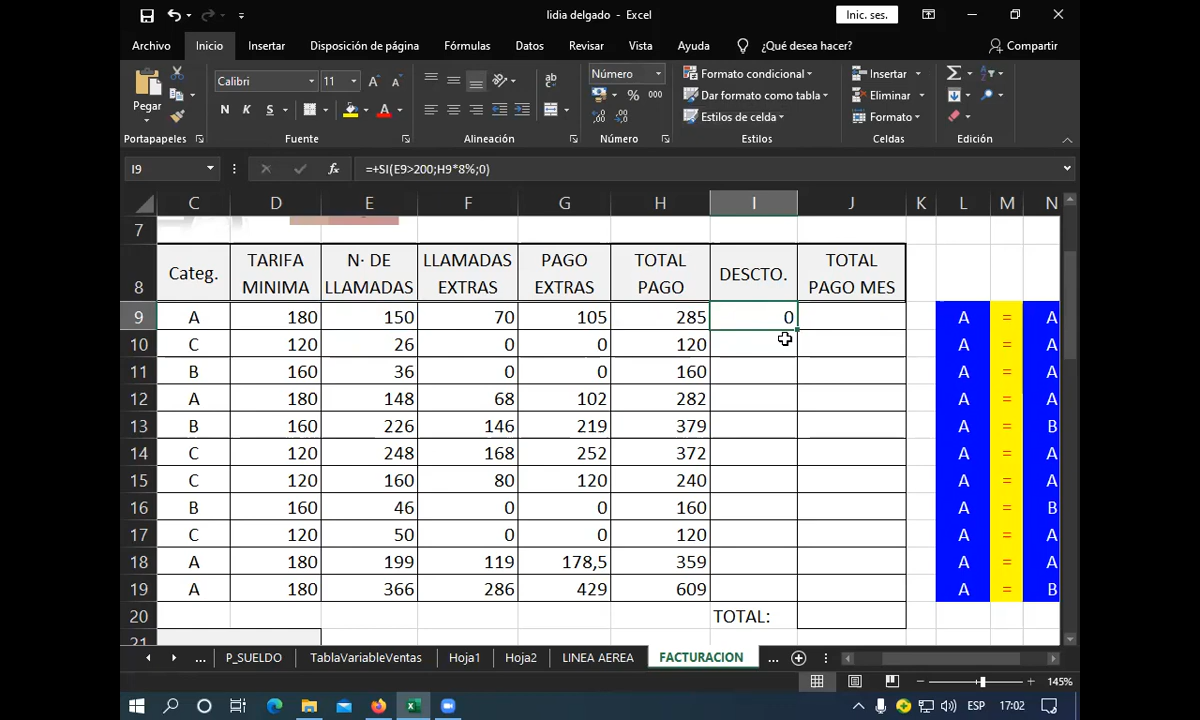 lidia delgado - Excel
Inic. ses.
Archivo Inicio Insertar Disposición de página Fórmulas Datos Revisar Vista Ayuda ¿Qué desea hacer? Compartir
Pegar
Calibri 11
N K S
Número
% 000
Formato condicional
Dar formato como tabla
Estilos de celda
Insertar
Eliminar
Formato
Portapapeles Fuente Alineación Número Estilos Celdas Edición
I9 fx =+SI(E9>200;H9*8%;0)
C D E F G H I J K L M N
7
8 Categ. TARIFA MINIMA N· DE LLAMADAS LLAMADAS EXTRAS PAGO EXTRAS TOTAL PAGO DESCTO. TOTAL PAGO MES
9 A 180 150 70 105 285 0 A = A
10 C 120 26 0 0 120 A = A
11 B 160 36 0 0 160 A = A
12 A 180 148 68 102 282 A = A
13 B 160 226 146 219 379 A = B
14 C 120 248 168 252 372 A = A
15 C 120 160 80 120 240 A = A
16 B 160 46 0 0 160 A = B
17 C 120 50 0 0 120 A = A
18 A 180 199 119 178,5 359 A = A
19 A 180 366 286 429 609 A = B
20 TOTAL:
21
... P_SUELDO TablaVariableVentas Hoja1 Hoja2 LINEA AEREA FACTURACION ...
145%
ESP 17:02